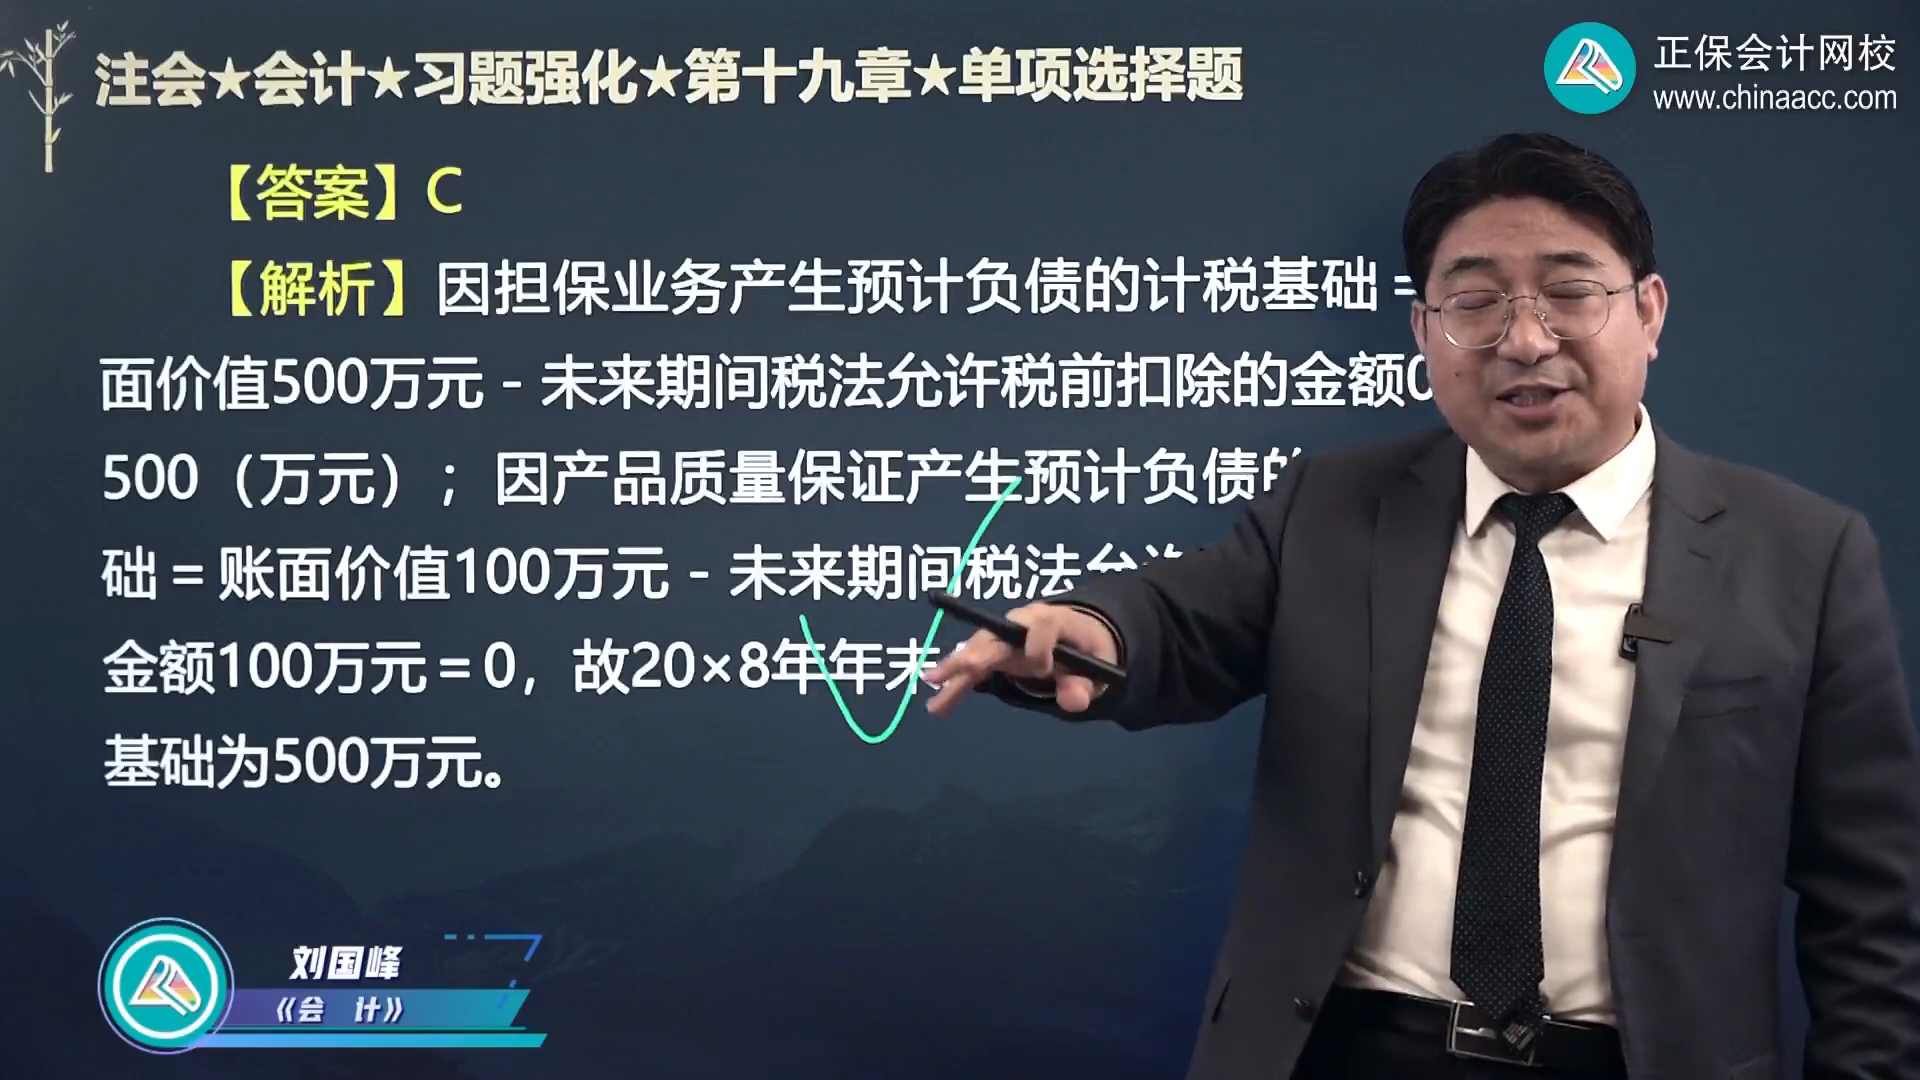 注会★会计★习题强化★第十九章★单项选择题
正保会计网校
www.chinaacc.com
【答案】C
【解析】因担保业务产生预计负债的计税基础=
面价值500万元-未来期间税法允许税前扣除的金额0
500（万元）；因产品质量保证产生预计负债的
础=账面价值100万元-未来期间税法允许
金额100万元=0，故20×8年年末
基础为500万元。
刘国峰
《会 计》